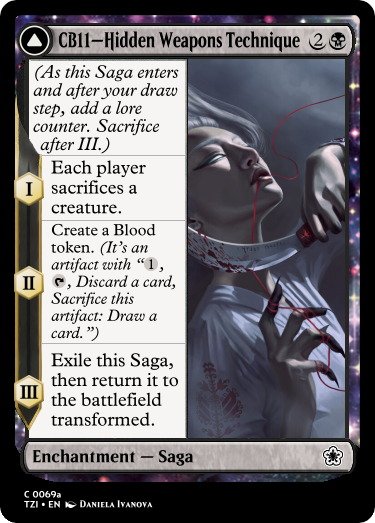 CB11—Hidden Weapons Technique 2
(As this Saga enters
and after your draw
step, add a lore
counter. Sacrifice
after III.)
I
Each player
sacrifices a
creature.
II
Create a Blood
token. (It's an
artifact with “1,
, Discard a card,
Sacrifice this
artifact: Draw a
card.”)
III
Exile this Saga,
then return it to
the battlefield
transformed.
Enchantment — Saga
C 0069a
TZI • EN Daniela Ivanova